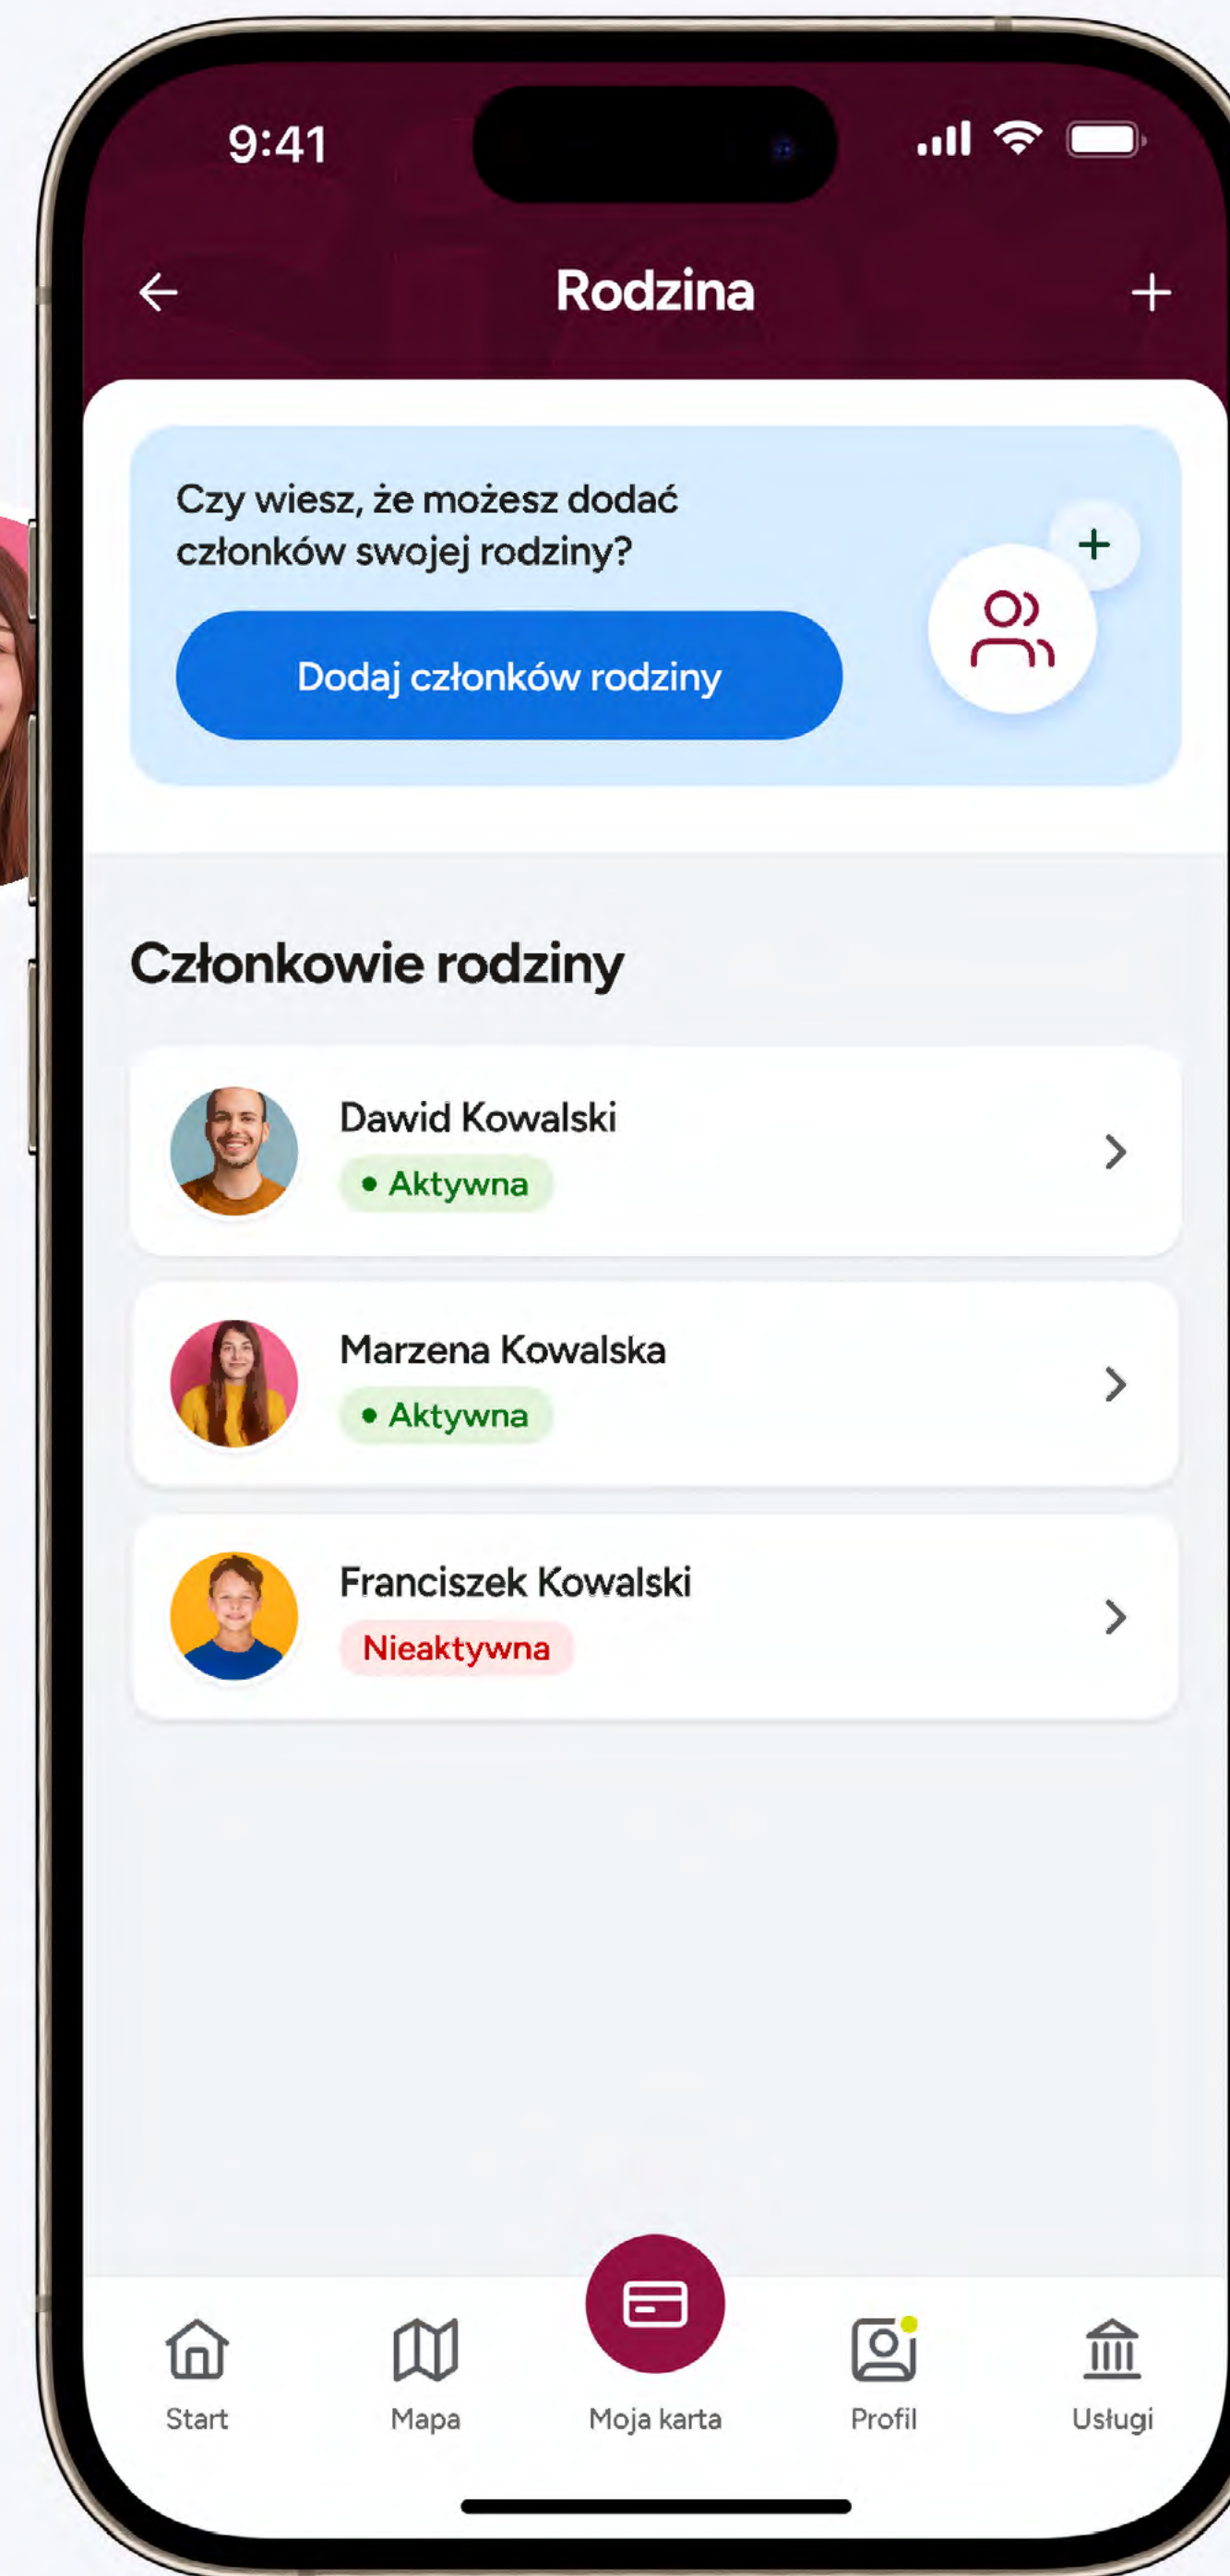 9:41
Rodzina
Czy wiesz, że możesz dodać
członków swojej rodziny?
Dodaj członków rodziny
Członkowie rodziny
Dawid Kowalski
Aktywna
Marzena Kowalska
Aktywna
Franciszek Kowalski
Nieaktywna
Start
Mapa
Moja karta
Profil
Usługi